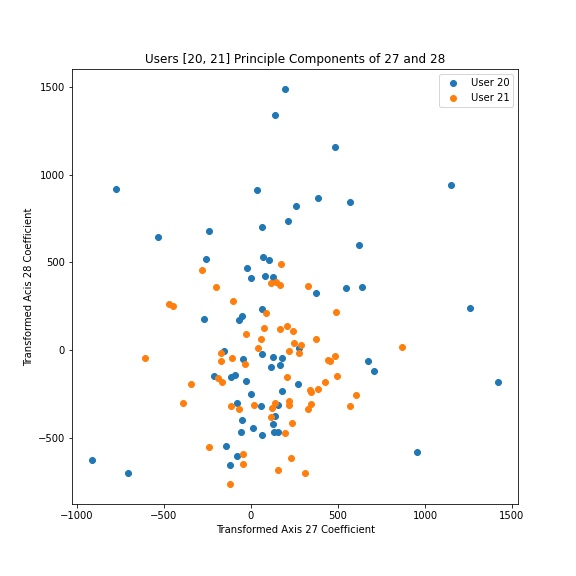 Users [20, 21] Principle Components of 27 and 28
User 20
User 21
Transformed Acis 28 Coefficient
1500
1000
500
0
−500
−1000
−500
0
500
1000
1500
Transformed Axis 27 Coefficient